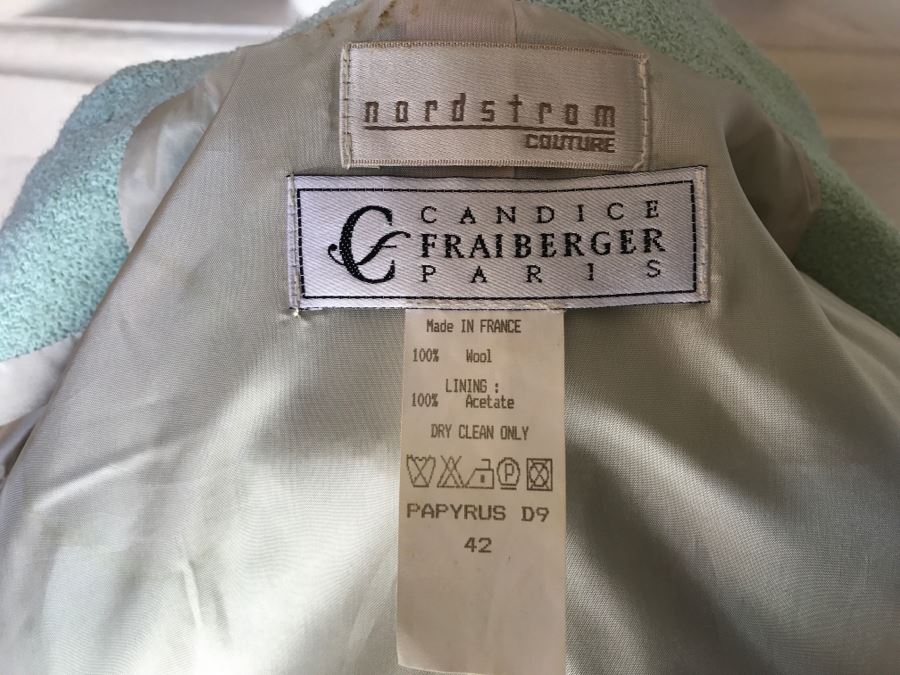 nordstrom
COUTURE
CANDICE
FRAIBERGER
PARIS
Made IN FRANCE
100% Wool
LINING :
100% Acetate
DRY CLEAN ONLY
P
PAPYRUS D9
42